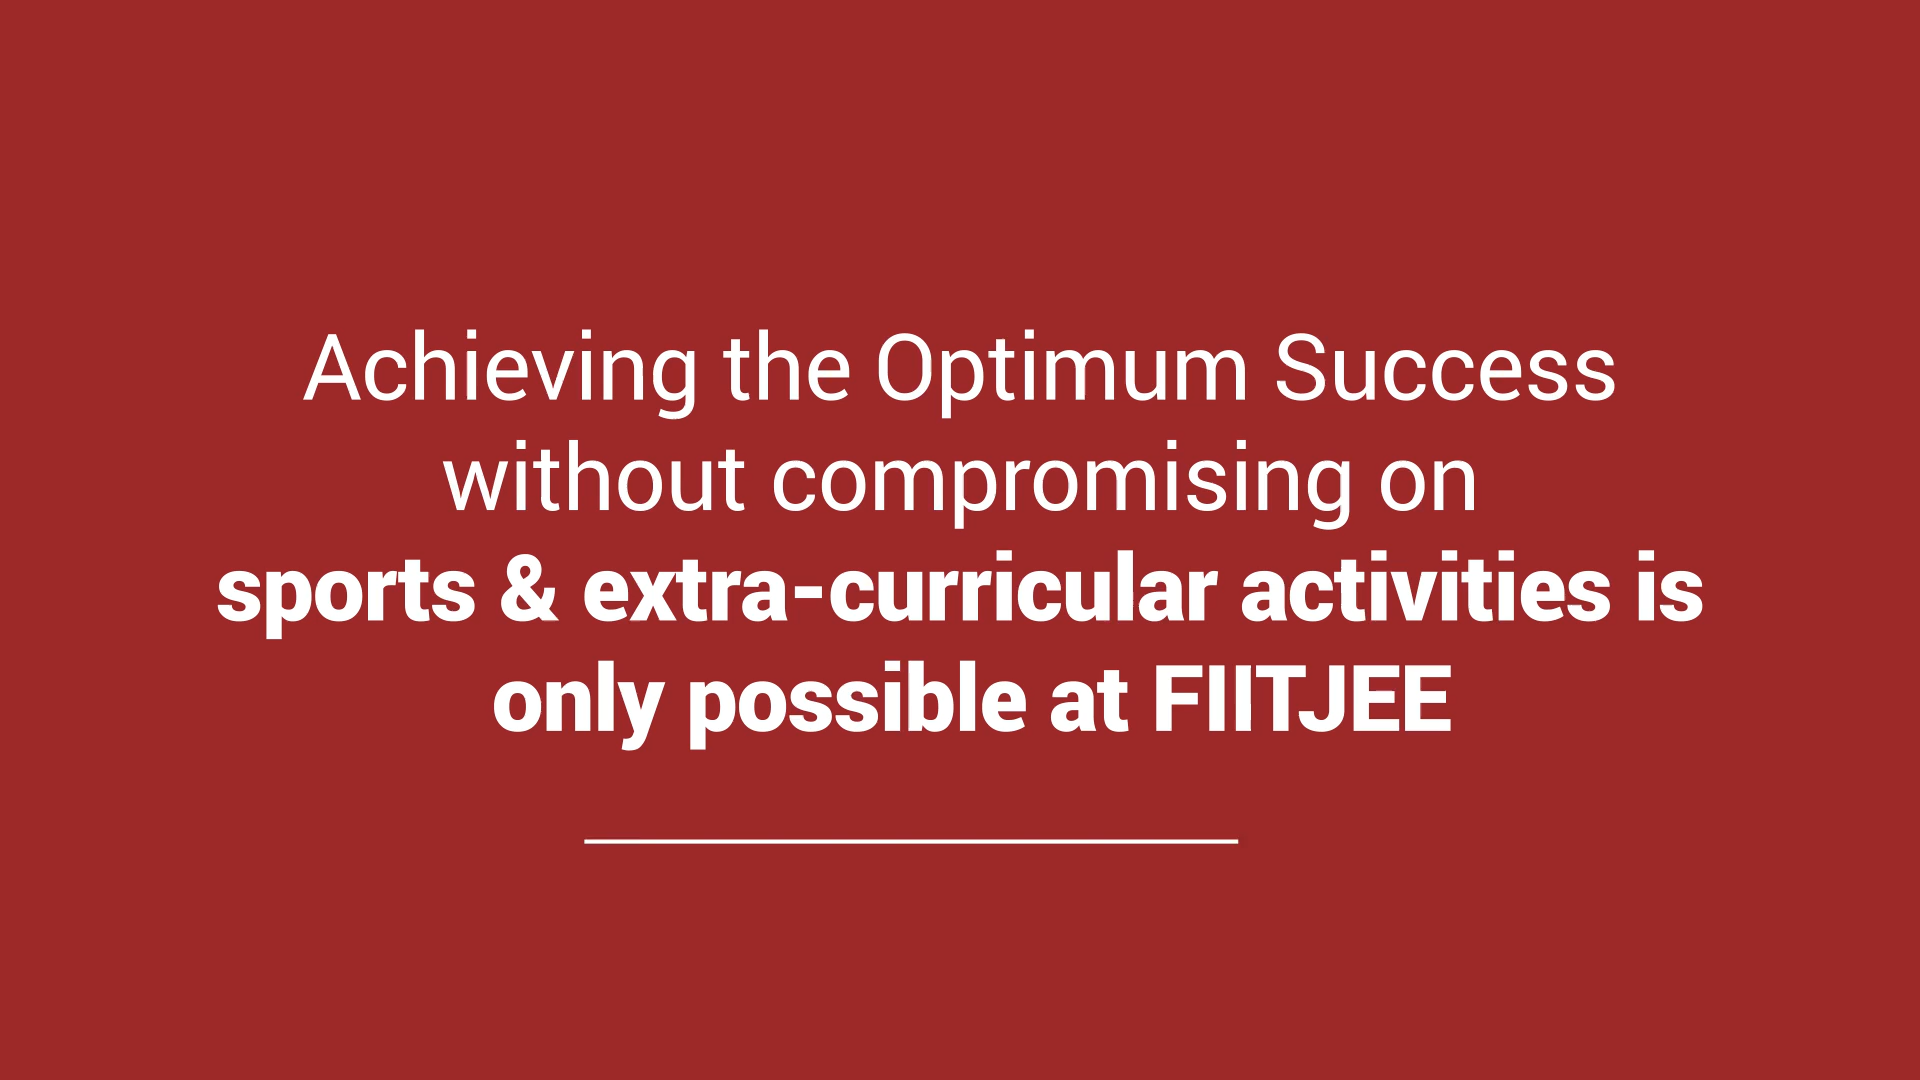 Achieving the Optimum Success
without compromising on
sports & extra-curricular activities is
only possible at FIITJEE